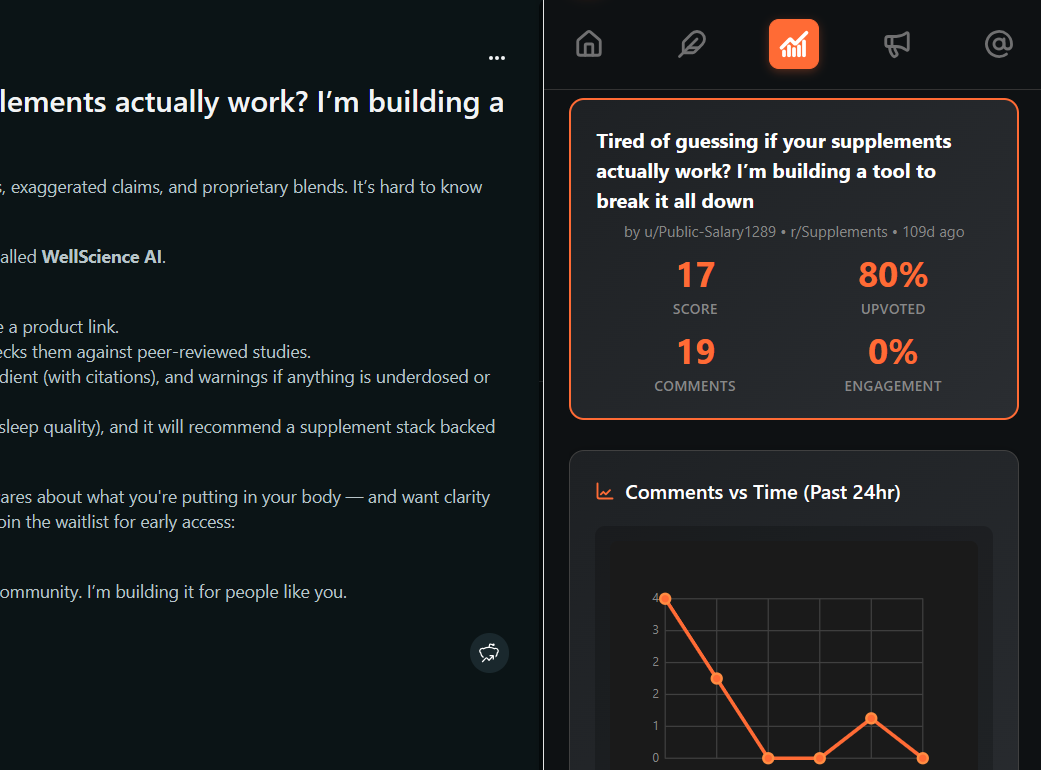 lements actually work? I’m building a
, exaggerated claims, and proprietary blends. It’s hard to know
alled WellScience AI.
e a product link.
ecks them against peer-reviewed studies.
dient (with citations), and warnings if anything is underdosed or
sleep quality), and it will recommend a supplement stack backed
ares about what you're putting in your body — and want clarity
oin the waitlist for early access:
ommunity. I’m building it for people like you.
Tired of guessing if your supplements
actually work? I’m building a tool to
break it all down
by u/Public-Salary1289 • r/Supplements • 109d ago
17
SCORE
80%
UPVOTED
19
COMMENTS
0%
ENGAGEMENT
Comments vs Time (Past 24hr)
4
3
2
2
1
0